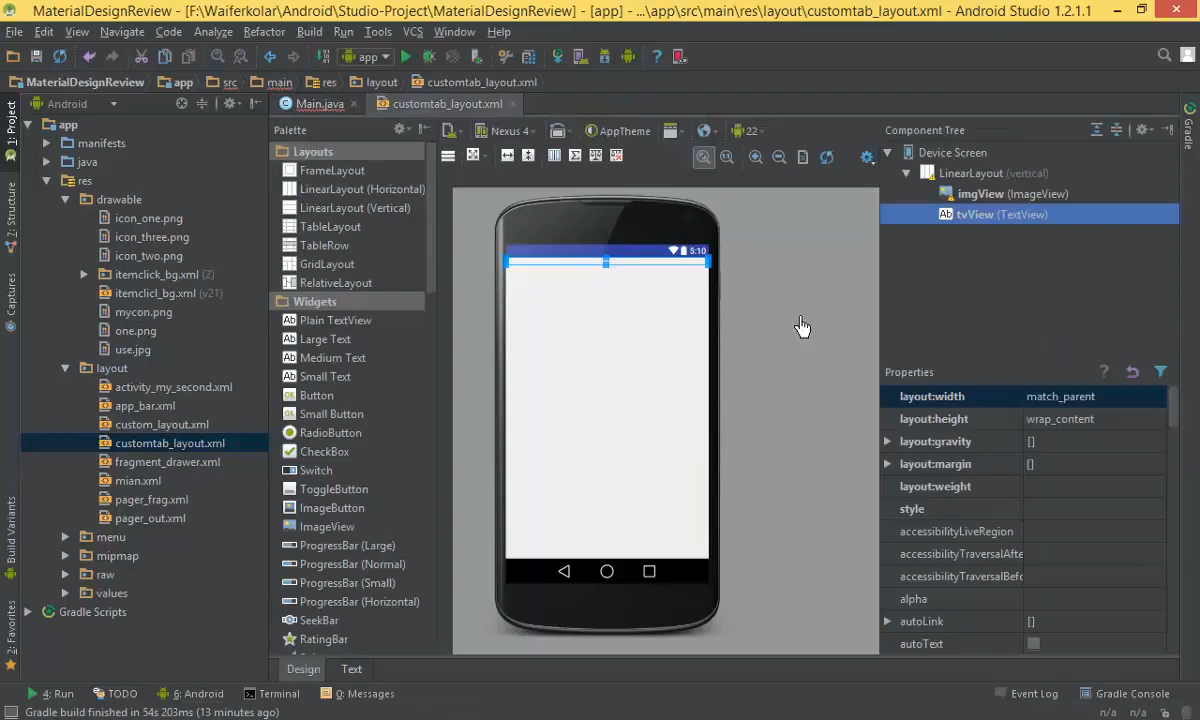 MaterialDesignReview - [F:\Waiferkolar\Android\Studio-Project\MaterialDesignReview] - [app] - ...\app\src\main\res\layout\customtab_layout.xml - Android Studio 1.2.1.1
File Edit View Navigate Code Analyze Refactor Build Run Tools VCS Window Help
app
MaterialDesignReview app src main res layout customtab_layout.xml
1: Project
Z: Structure
Captures
Build Variants
2: Favorites
Android
app
manifests
java
res
drawable
icon_one.png
icon_three.png
icon_two.png
itemclick_bg.xml (2)
itemclicl_bg.xml (v21)
mycon.png
one.png
use.jpg
layout
activity_my_second.xml
app_bar.xml
custom_layout.xml
customtab_layout.xml
fragment_drawer.xml
mian.xml
pager_frag.xml
pager_out.xml
menu
mipmap
raw
values
Gradle Scripts
Main.java customtab_layout.xml
Palette
Layouts
FrameLayout
LinearLayout (Horizontal)
LinearLayout (Vertical)
TableLayout
TableRow
GridLayout
RelativeLayout
Widgets
Plain TextView
Large Text
Medium Text
Small Text
Button
Small Button
RadioButton
CheckBox
Switch
ToggleButton
ImageButton
ImageView
ProgressBar (Large)
ProgressBar (Normal)
ProgressBar (Small)
ProgressBar (Horizontal)
SeekBar
RatingBar
Nexus 4 AppTheme 22
5:10
Design Text
Component Tree
Device Screen
LinearLayout (vertical)
imgView (ImageView)
Ab tvView (TextView)
Properties
layout:width match_parent
layout:height wrap_content
layout:gravity []
layout:margin []
layout:weight
style
accessibilityLiveRegion
accessibilityTraversalAfte
accessibilityTraversalBefo
alpha
autoLink []
autoText
Gradle
4: Run TODO 6: Android Terminal 0: Messages Event Log Gradle Console
Gradle build finished in 54s 203ms (13 minutes ago) n/a n/a